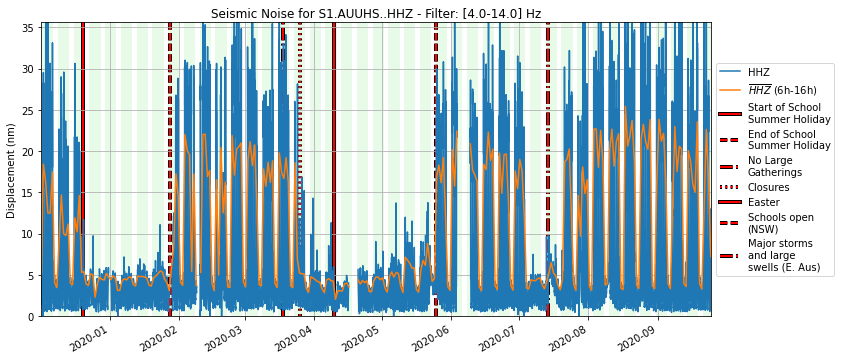 Seismic Noise for S1.AUUHS..HHZ - Filter: [4.0-14.0] Hz
35
30
25
20
15
10
5
0
Displacement (nm)
2020-01
2020-02
2020-03
2020-04
2020-05
2020-06
2020-07
2020-08
2020-09
HHZ
HHZ (6h-16h)
Start of School
Summer Holiday
End of School
Summer Holiday
No Large
Gatherings
Closures
Easter
Schools open
(NSW)
Major storms
and large
swells (E. Aus)